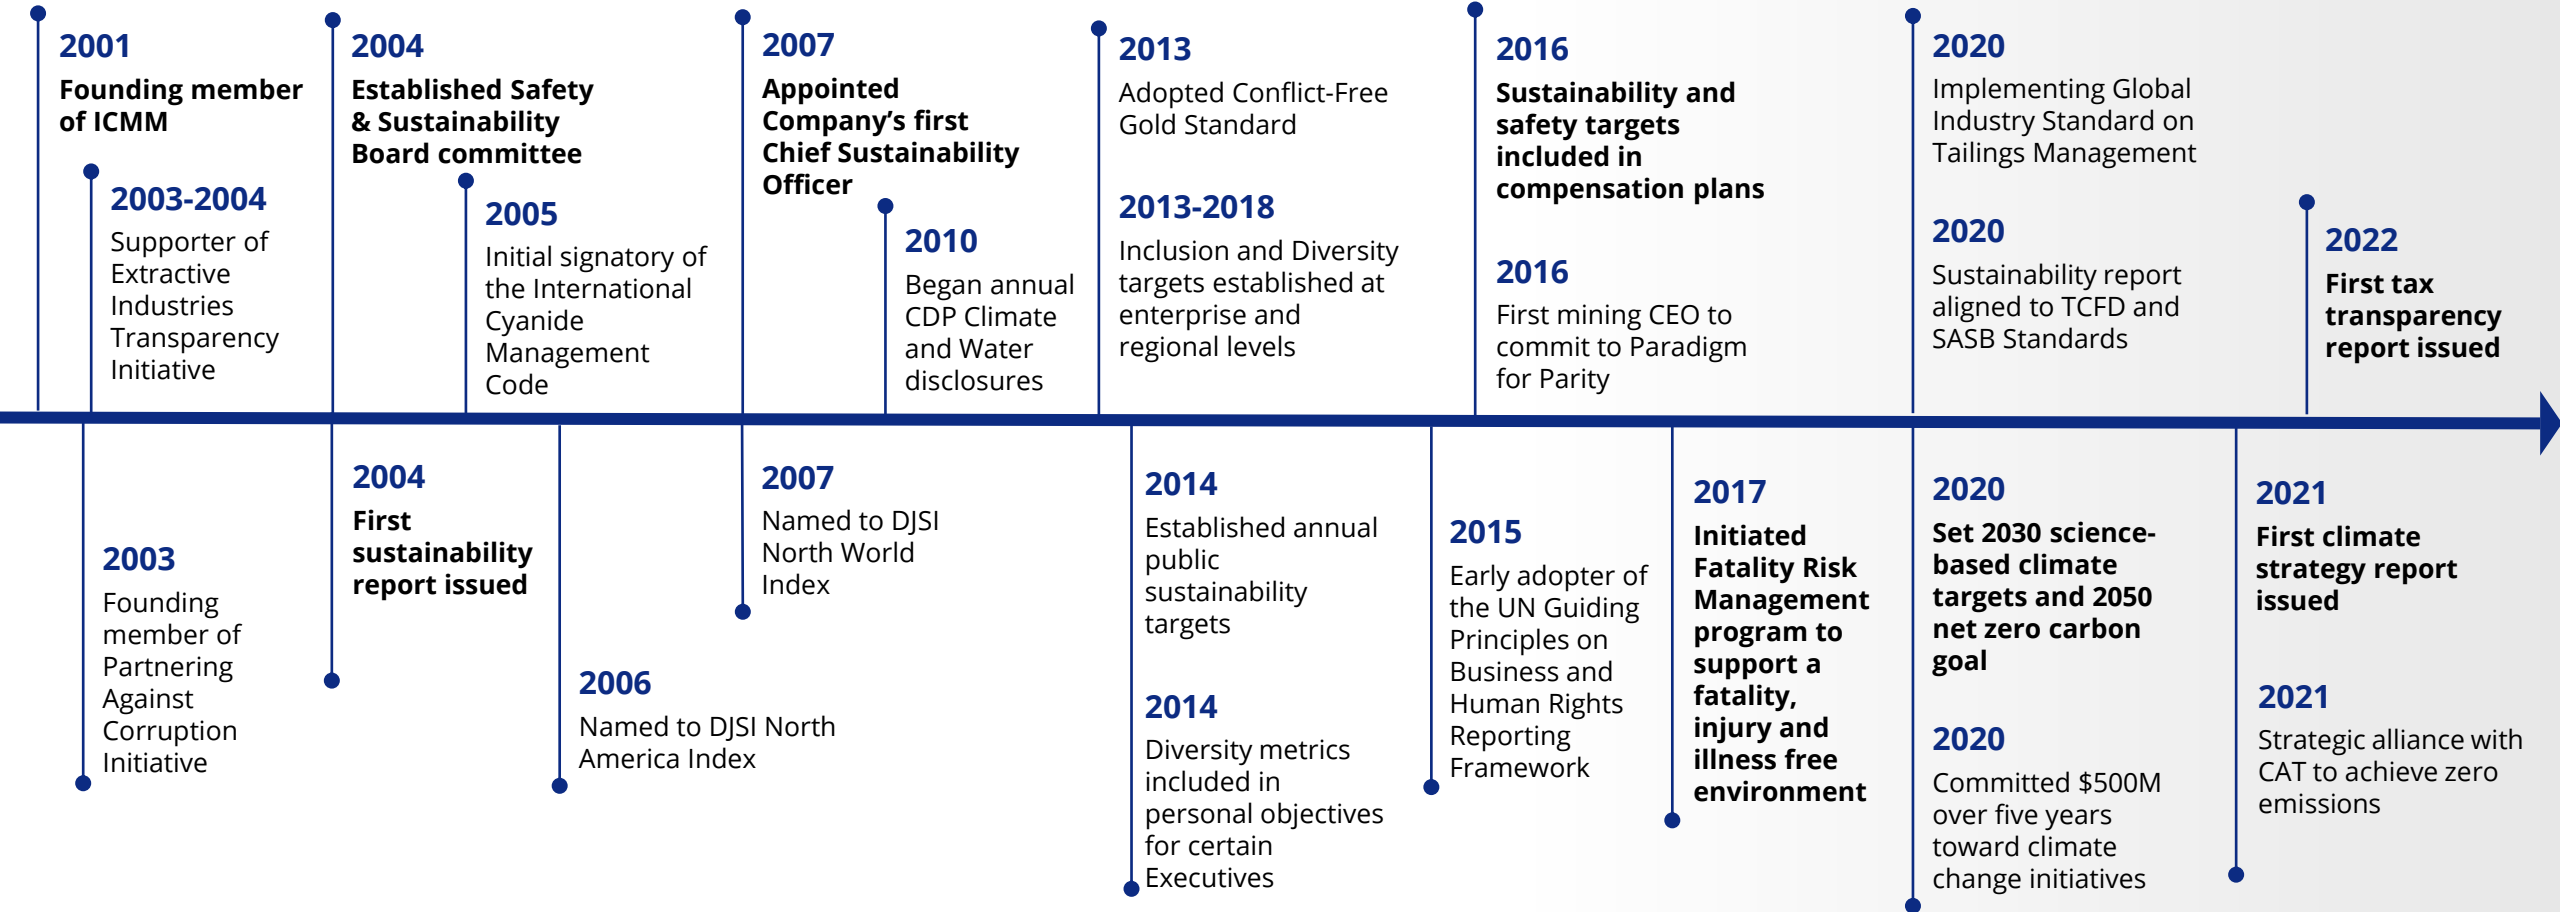 2001
Founding member
of ICMM
2003-2004
Supporter of
Extractive
Industries
Transparency
Initiative
2004
Established Safety
& Sustainability
Board committee
2005
Initial signatory of
the International
Cyanide
Management
Code
2007
Appointed
Company’s first
Chief Sustainability
Officer
2010
Began annual
CDP Climate
and Water
disclosures
2013
Adopted Conflict-Free
Gold Standard
2013-2018
Inclusion and Diversity
targets established at
enterprise and
regional levels
2016
Sustainability and
safety targets
included in
compensation plans
2016
First mining CEO to
commit to Paradigm
for Parity
2020
Implementing Global
Industry Standard on
Tailings Management
2020
Sustainability report
aligned to TCFD and
SASB Standards
2022
First tax
transparency
report issued
2003
Founding
member of
Partnering
Against
Corruption
Initiative
2004
First
sustainability
report issued
2006
Named to DJSI North
America Index
2007
Named to DJSI
North World
Index
2014
Established annual
public
sustainability
targets
2014
Diversity metrics
included in
personal objectives
for certain
Executives
2015
Early adopter of
the UN Guiding
Principles on
Business and
Human Rights
Reporting
Framework
2017
Initiated
Fatality Risk
Management
program to
support a
fatality,
injury and
illness free
environment
2020
Set 2030 science-
based climate
targets and 2050
net zero carbon
goal
2020
Committed $500M
over five years
toward climate
change initiatives
2021
First climate
strategy report
issued
2021
Strategic alliance with
CAT to achieve zero
emissions